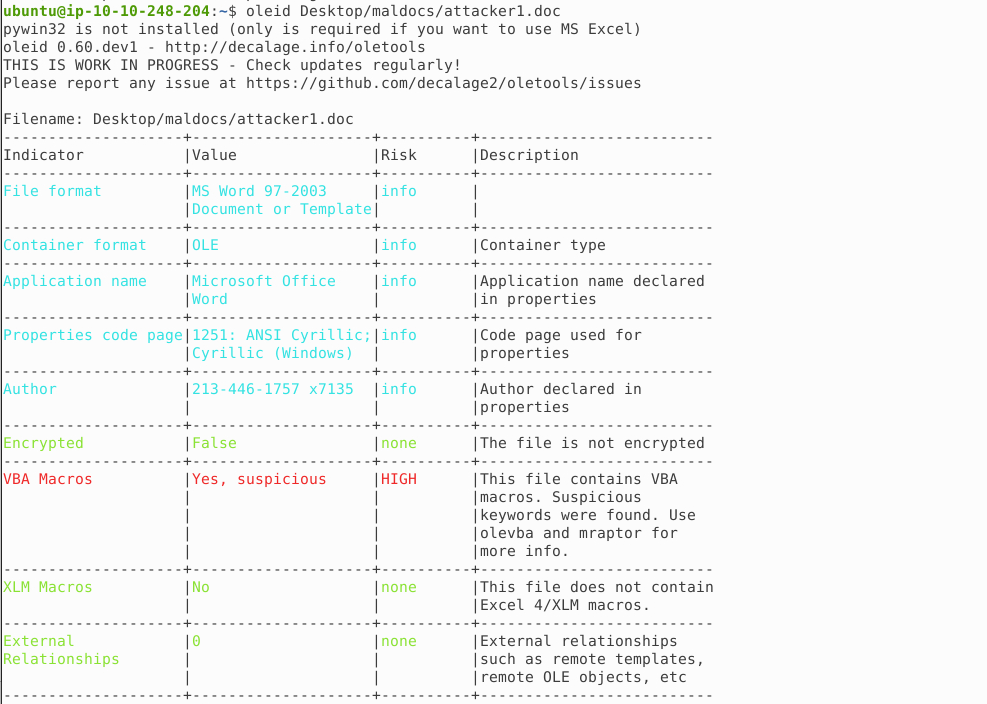 ubuntu@ip-10-10-248-204:~$ oleid Desktop/maldocs/attacker1.doc
pywin32 is not installed (only is required if you want to use MS Excel)
oleid 0.60.dev1 - http://decalage.info/oletools
THIS IS WORK IN PROGRESS - Check updates regularly!
Please report any issue at https://github.com/decalage2/oletools/issues

Filename: Desktop/maldocs/attacker1.doc
--------------------+--------------------+----------+--------------------------
Indicator           |Value               |Risk      |Description
--------------------+--------------------+----------+--------------------------
File format         |MS Word 97-2003     |info      |
                    |Document or Template|          |
--------------------+--------------------+----------+--------------------------
Container format    |OLE                 |info      |Container type
--------------------+--------------------+----------+--------------------------
Application name    |Microsoft Office    |info      |Application name declared
                    |Word                |          |in properties
--------------------+--------------------+----------+--------------------------
Properties code page|1251: ANSI Cyrillic;|info      |Code page used for
                    |Cyrillic (Windows)  |          |properties
--------------------+--------------------+----------+--------------------------
Author              |213-446-1757 x7135  |info      |Author declared in
                    |                    |          |properties
--------------------+--------------------+----------+--------------------------
Encrypted           |False               |none      |The file is not encrypted
--------------------+--------------------+----------+--------------------------
VBA Macros          |Yes, suspicious     |HIGH      |This file contains VBA
                    |                    |          |macros. Suspicious
                    |                    |          |keywords were found. Use
                    |                    |          |olevba and mraptor for
                    |                    |          |more info.
--------------------+--------------------+----------+--------------------------
XLM Macros          |No                  |none      |This file does not contain
                    |                    |          |Excel 4/XLM macros.
--------------------+--------------------+----------+--------------------------
External            |0                   |none      |External relationships
Relationships       |                    |          |such as remote templates,
                    |                    |          |remote OLE objects, etc
--------------------+--------------------+----------+--------------------------